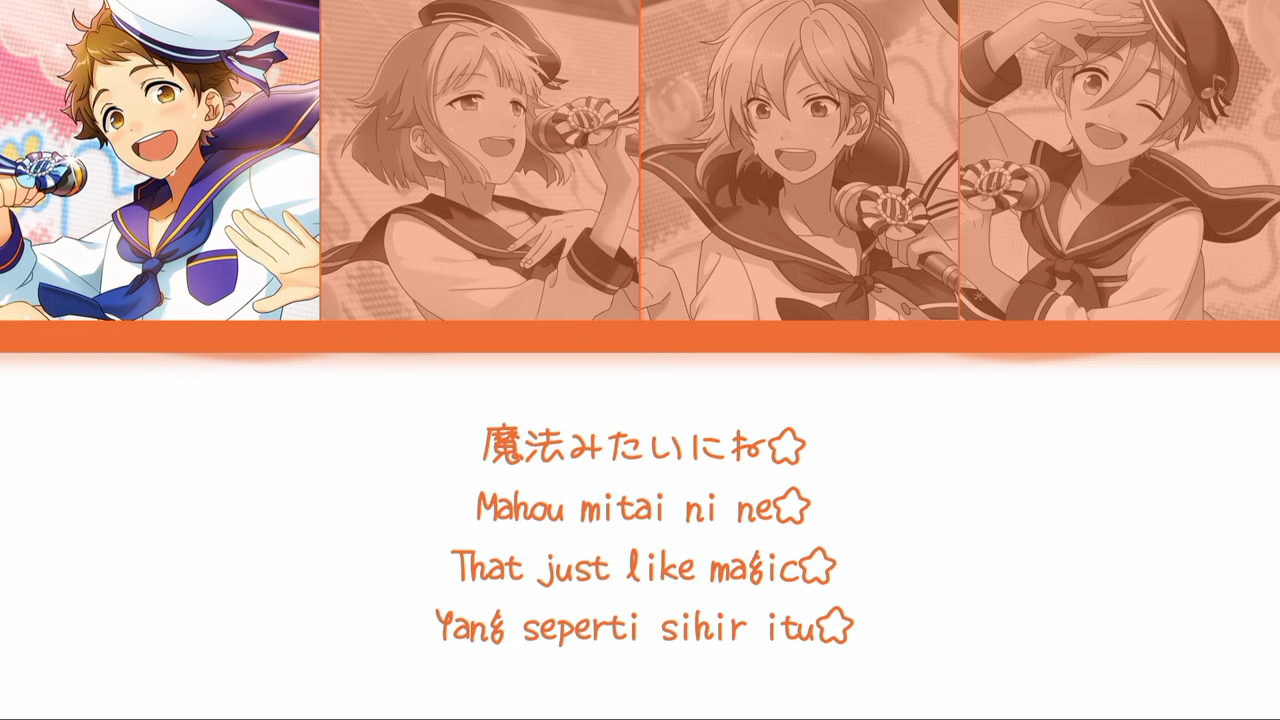 魔法みたいにね☆
Mahou mitai ni ne☆
That just like magic☆
Yang seperti sihir itu☆